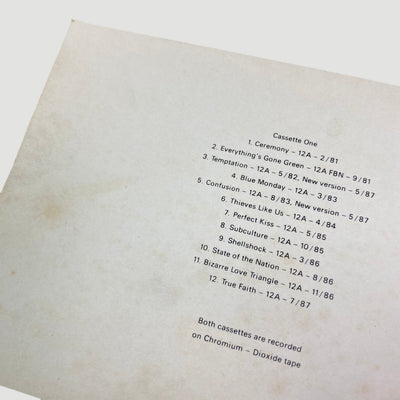 Cassette One
1. Ceremony – 12A – 2/81
2. Everything's Gone Green – 12A FBN – 9/81
3. Temptation – 12A – 5/82, New version – 5/87
4. Blue Monday – 12A – 3/83
5. Confusion – 12A – 8/83, New version – 5/87
6. Thieves Like Us – 12A – 4/84
7. Perfect Kiss – 12A – 5/85
8. Subculture – 12A – 10/85
9. Shellshock – 12A – 3/86
10. State of the Nation – 12A – 8/86
11. Bizarre Love Triangle – 12A – 11/86
12. True Faith – 12A – 7/87
Both cassettes are recorded
on Chromium – Dioxide tape